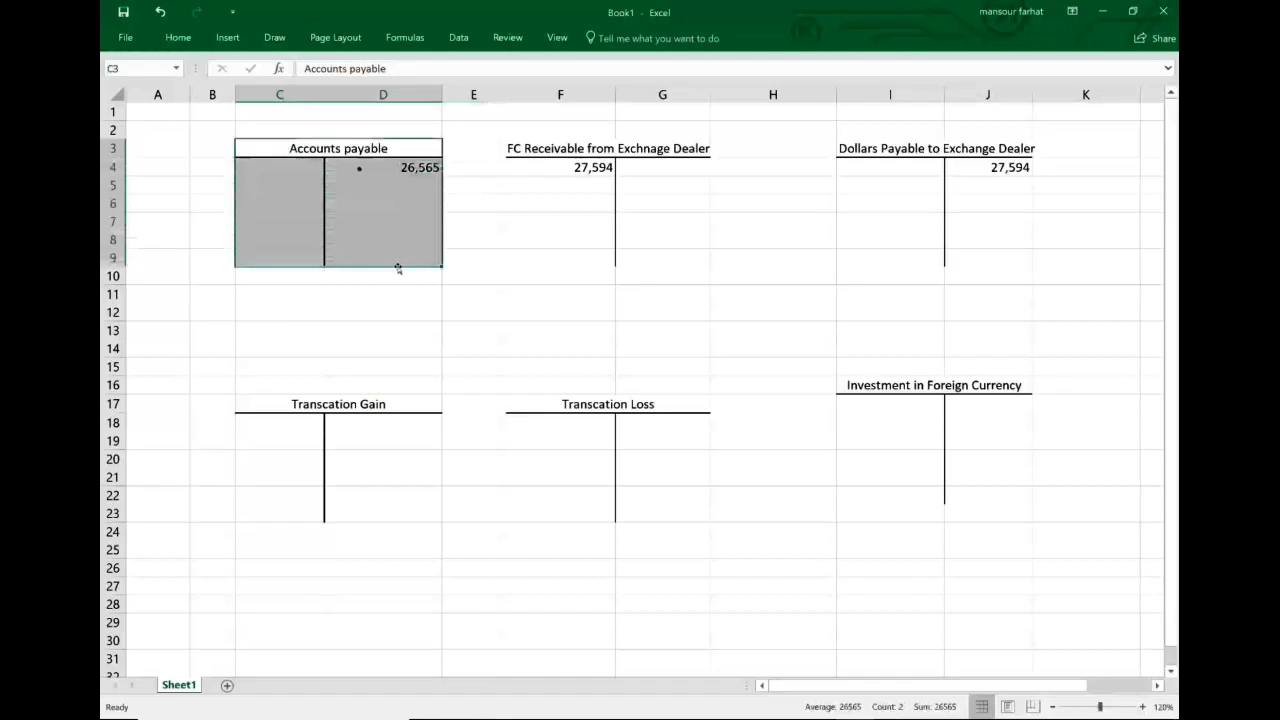 Book1 - Excel
mansour farhat
File Home Insert Draw Page Layout Formulas Data Review View Tell me what you want to do Share
C3 fx Accounts payable
A B C D E F G H I J K
1
2
3 Accounts payable FC Receivable from Exchnage Dealer Dollars Payable to Exchange Dealer
4 26,565 27,594 27,594
5
6
7
8
9
10
11
12
13
14
15
16 Investment in Foreign Currency
17 Transcation Gain Transcation Loss
18
19
20
21
22
23
24
25
26
27
28
29
30
31
32
Sheet1
Ready Average: 26565 Count: 2 Sum: 26565 120%